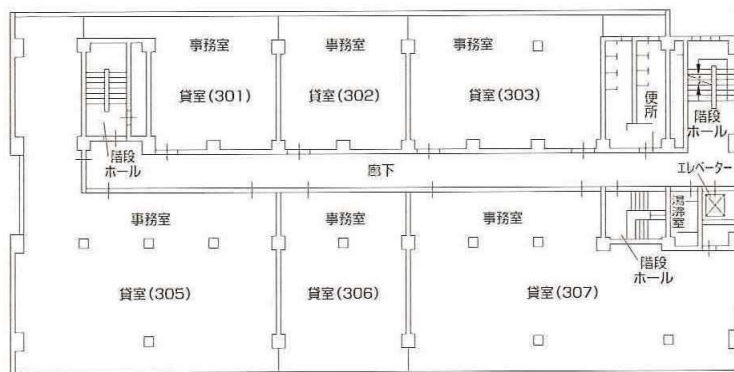 事務室
貸室(301)
事務室
貸室(302)
事務室
貸室(303)
便所
階段
ホール
階段
ホール
廊下
エレベーター
事務室
貸室(305)
事務室
貸室(306)
事務室
貸室(307)
湯沸室
階段
ホール